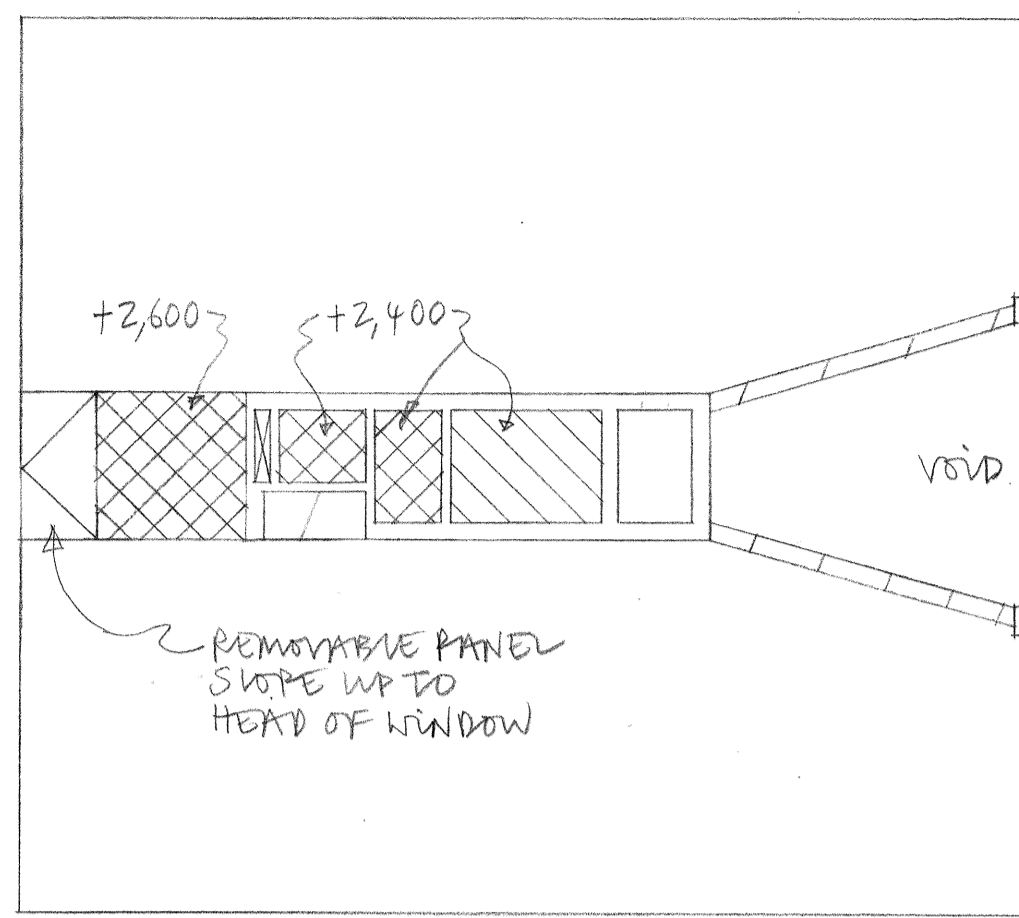 +2,600
+2,400
VOID
REMOVABLE PANEL
SLOPE UP TO
HEAD OF WINDOW